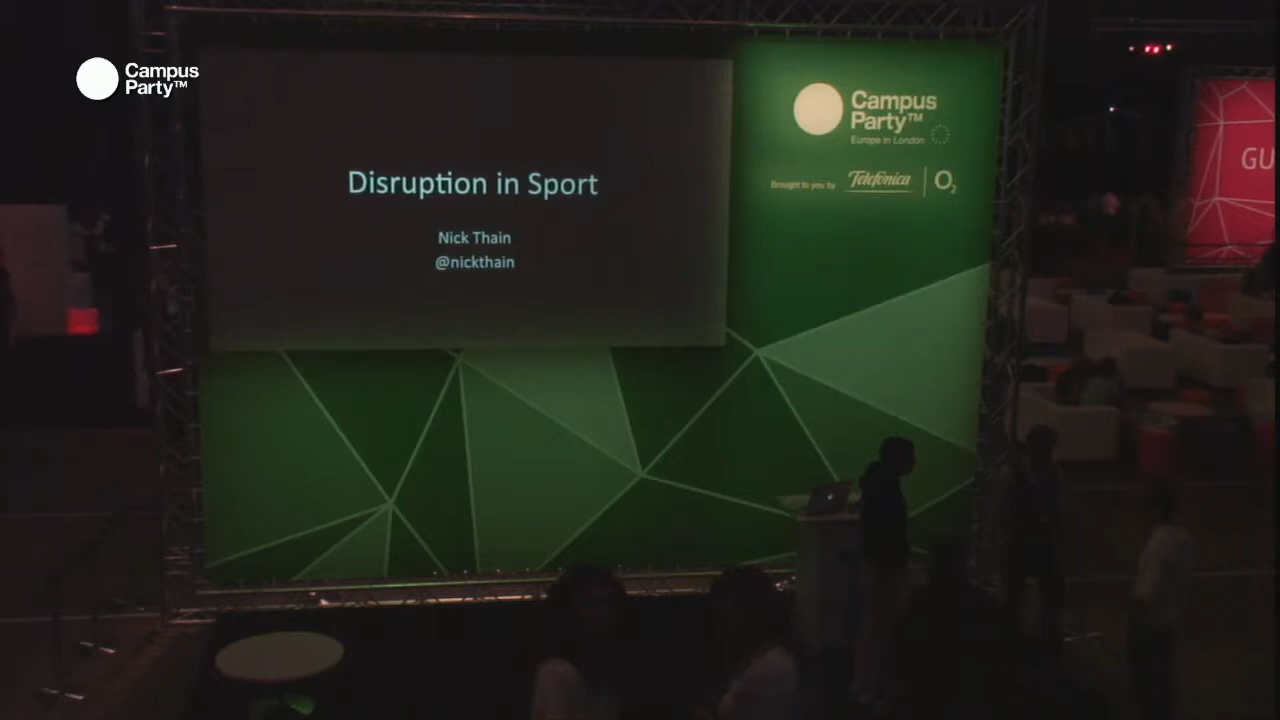 Campus
Party™
Disruption in Sport
Nick Thain
@nickthain
Campus
Party™
Europe in London
Brought to you by
Telefónica
O2
GU